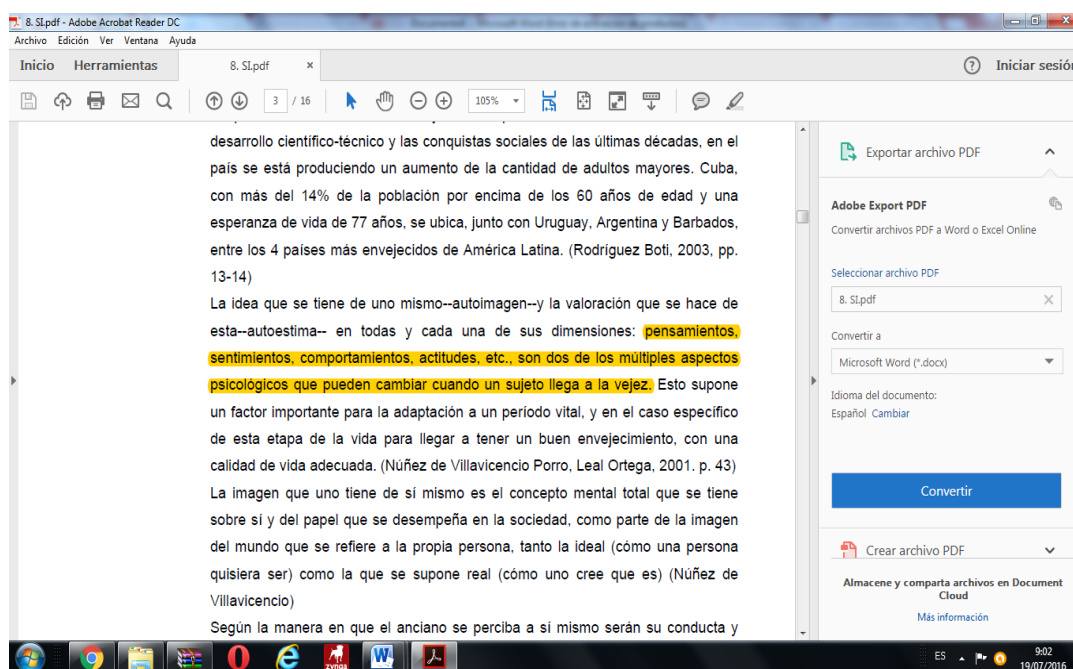 8. SI.pdf - Adobe Acrobat Reader DC
Archivo Edición Ver Ventana Ayuda
Inicio Herramientas 8. SI.pdf × Iniciar sesión
3 / 16 105%
desarrollo científico-técnico y las conquistas sociales de las últimas décadas, en el
país se está produciendo un aumento de la cantidad de adultos mayores. Cuba,
con más del 14% de la población por encima de los 60 años de edad y una
esperanza de vida de 77 años, se ubica, junto con Uruguay, Argentina y Barbados,
entre los 4 países más envejecidos de América Latina. (Rodríguez Boti, 2003, pp.
13-14)
La idea que se tiene de uno mismo--autoimagen--y la valoración que se hace de
esta--autoestima-- en todas y cada una de sus dimensiones: pensamientos,
sentimientos, comportamientos, actitudes, etc., son dos de los múltiples aspectos
psicológicos que pueden cambiar cuando un sujeto llega a la vejez. Esto supone
un factor importante para la adaptación a un período vital, y en el caso específico
de esta etapa de la vida para llegar a tener un buen envejecimiento, con una
calidad de vida adecuada. (Núñez de Villavicencio Porro, Leal Ortega, 2001. p. 43)
La imagen que uno tiene de sí mismo es el concepto mental total que se tiene
sobre sí y del papel que se desempeña en la sociedad, como parte de la imagen
del mundo que se refiere a la propia persona, tanto la ideal (cómo una persona
quisiera ser) como la que se supone real (cómo uno cree que es) (Núñez de
Villavicencio)
Según la manera en que el anciano se perciba a sí mismo serán su conducta y
Exportar archivo PDF
Adobe Export PDF
Convertir archivos PDF a Word o Excel Online
Seleccionar archivo PDF
8. SI.pdf
Convertir a
Microsoft Word (*.docx)
Idioma del documento:
Español Cambiar
Convertir
Crear archivo PDF
Almacene y comparta archivos en Document
Cloud
Más información
zynga
ES 9:02
19/07/2016